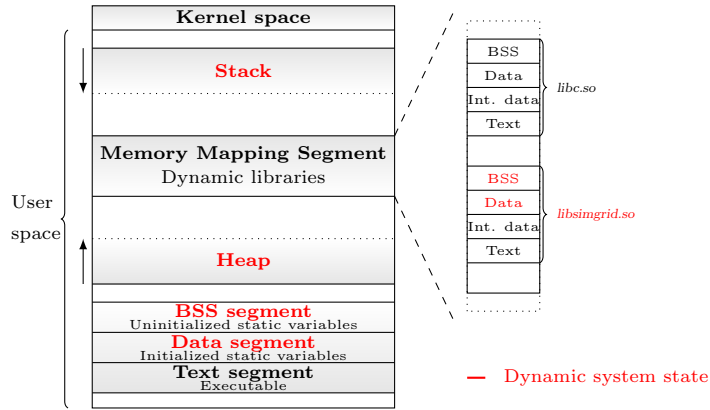 Kernel space
Stack
Memory Mapping Segment
Dynamic libraries
User
space
Heap
BSS segment
Uninitialized static variables
Data segment
Initialized static variables
Text segment
Executable
BSS
Data
Int. data
Text
libc.so
BSS
Data
Int. data
Text
libsimgrid.so
Dynamic system state